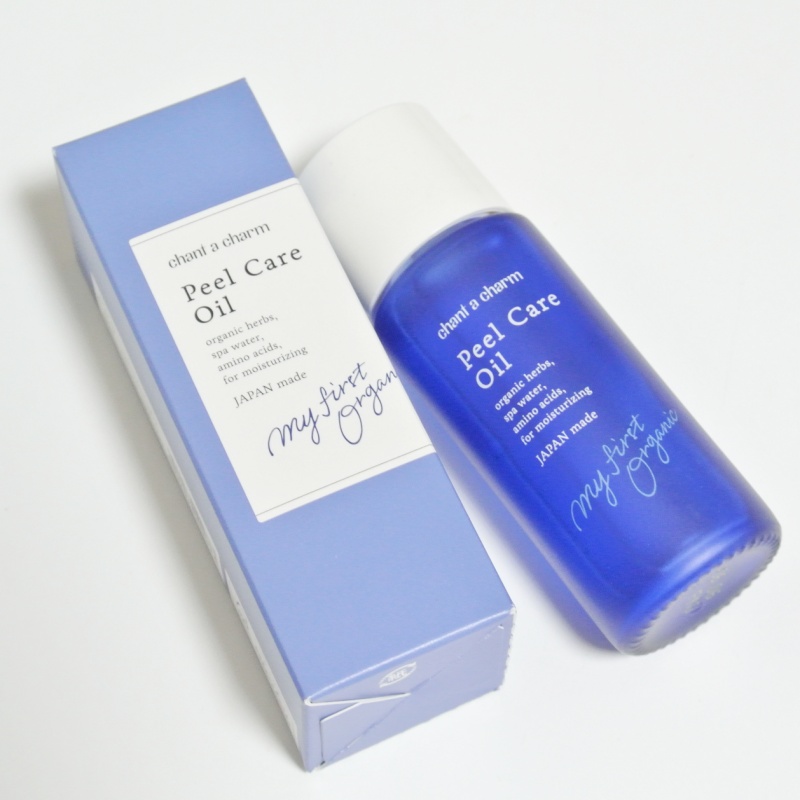 chant a charm
Peel Care
Oil
organic herbs,
spa water,
amino acids,
for moisturizing
JAPAN made
my first
Organ
chant a charm
Peel Care
Oil
organic herbs,
spa water,
amino acids,
for moisturizing
JAPAN made
my first
Organic